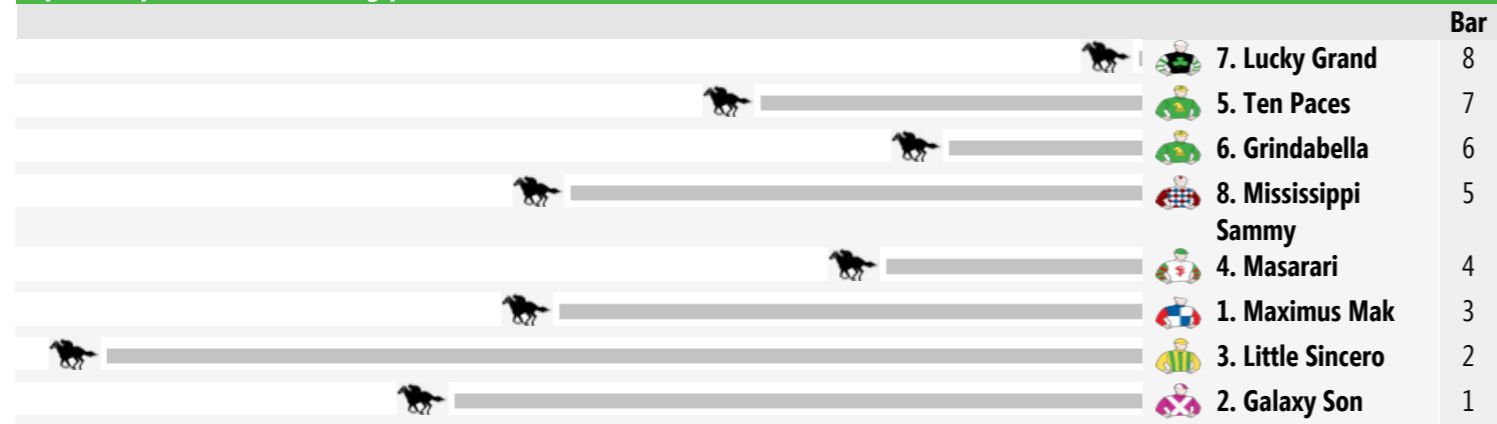 Bar
7. Lucky Grand 8
5. Ten Paces 7
6. Grindabella 6
8. Mississippi 5
Sammy
4. Masarari 4
1. Maximus Mak 3
3. Little Sincero 2
2. Galaxy Son 1